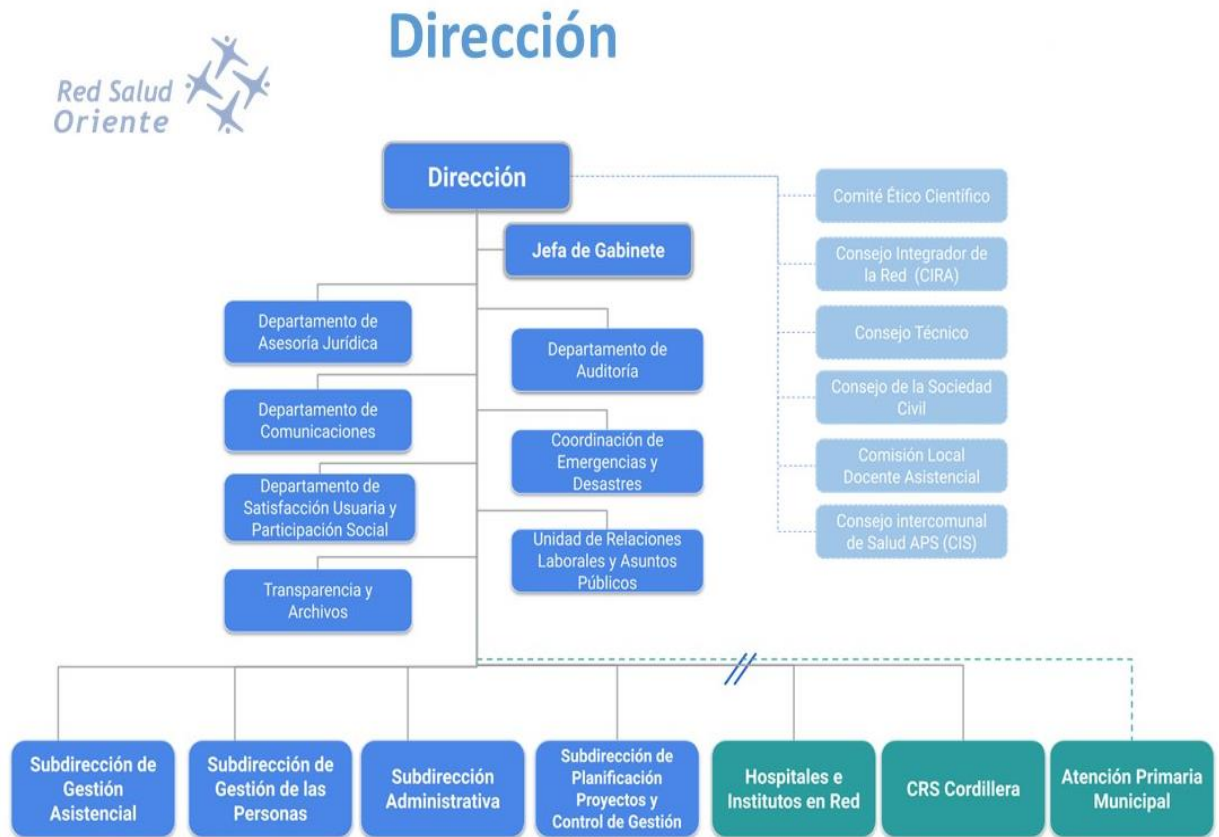 Dirección
Red Salud
Oriente
Dirección
Jefa de Gabinete
Departamento de
Asesoría Jurídica
Departamento de
Auditoría
Departamento de
Comunicaciones
Coordinación de
Emergencias y
Desastres
Departamento de
Satisfacción Usuaria y
Participación Social
Unidad de Relaciones
Laborales y Asuntos
Públicos
Transparencia y
Archivos
Comité Ético Científico
Consejo Integrador de
la Red (CIRA)
Consejo Técnico
Consejo de la Sociedad
Civil
Comisión Local
Docente Asistencial
Consejo intercomunal
de Salud APS (CIS)
Subdirección de
Gestión
Asistencial
Subdirección de
Gestión de las
Personas
Subdirección
Administrativa
Subdirección de
Planificación
Proyectos y
Control de Gestión
Hospitales e
Institutos en Red
CRS Cordillera
Atención Primaria
Municipal